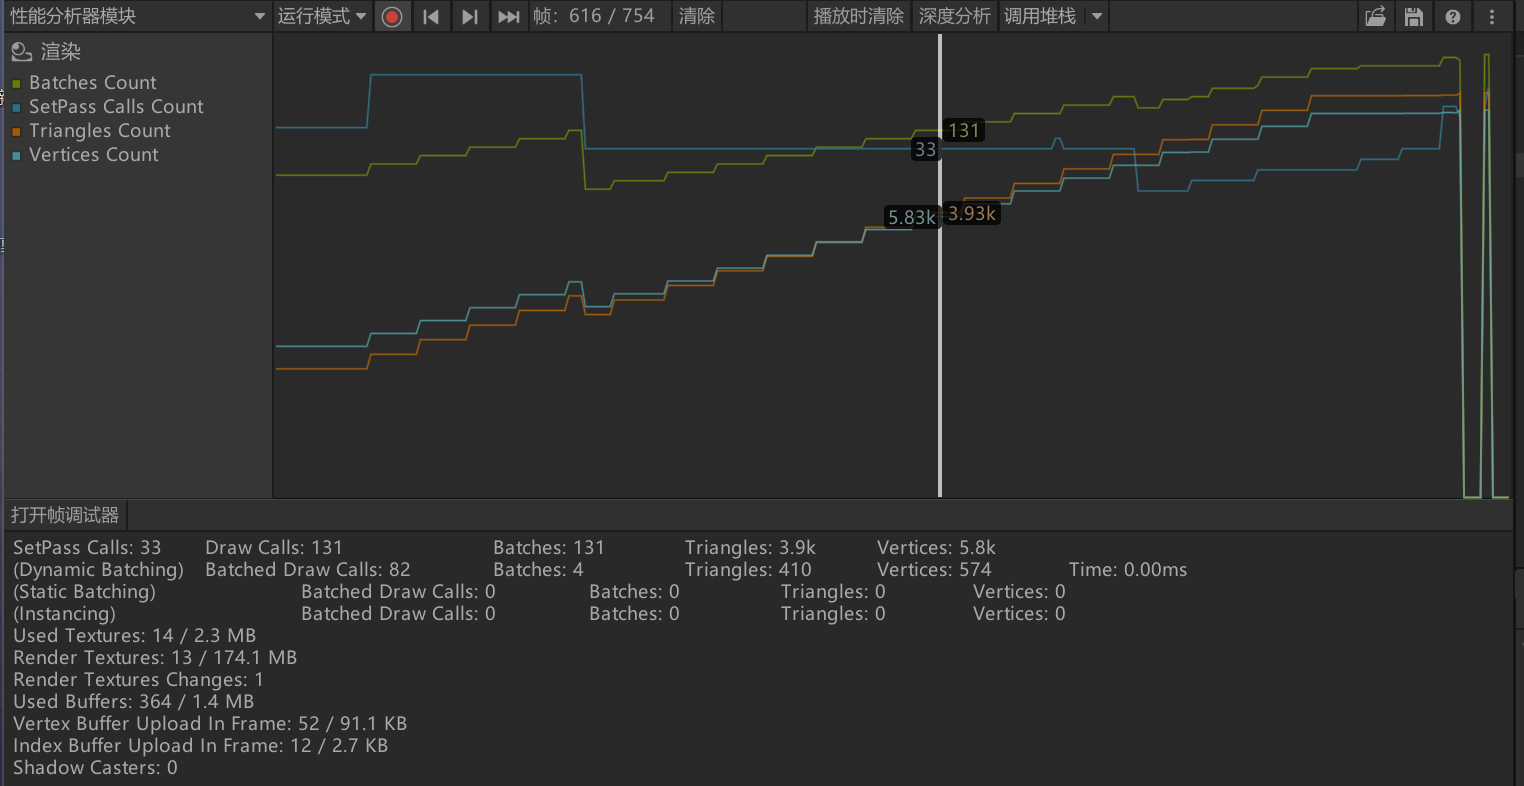 性能分析器模块 运行模式 帧: 616 / 754 清除 播放时清除 深度分析 调用堆栈
渲染
Batches Count
SetPass Calls Count
Triangles Count
Vertices Count
131
33
5.83k 3.93k
打开帧调试器
SetPass Calls: 33 Draw Calls: 131 Batches: 131 Triangles: 3.9k Vertices: 5.8k
(Dynamic Batching) Batched Draw Calls: 82 Batches: 4 Triangles: 410 Vertices: 574 Time: 0.00ms
(Static Batching) Batched Draw Calls: 0 Batches: 0 Triangles: 0 Vertices: 0
(Instancing) Batched Draw Calls: 0 Batches: 0 Triangles: 0 Vertices: 0
Used Textures: 14 / 2.3 MB
Render Textures: 13 / 174.1 MB
Render Textures Changes: 1
Used Buffers: 364 / 1.4 MB
Vertex Buffer Upload In Frame: 52 / 91.1 KB
Index Buffer Upload In Frame: 12 / 2.7 KB
Shadow Casters: 0